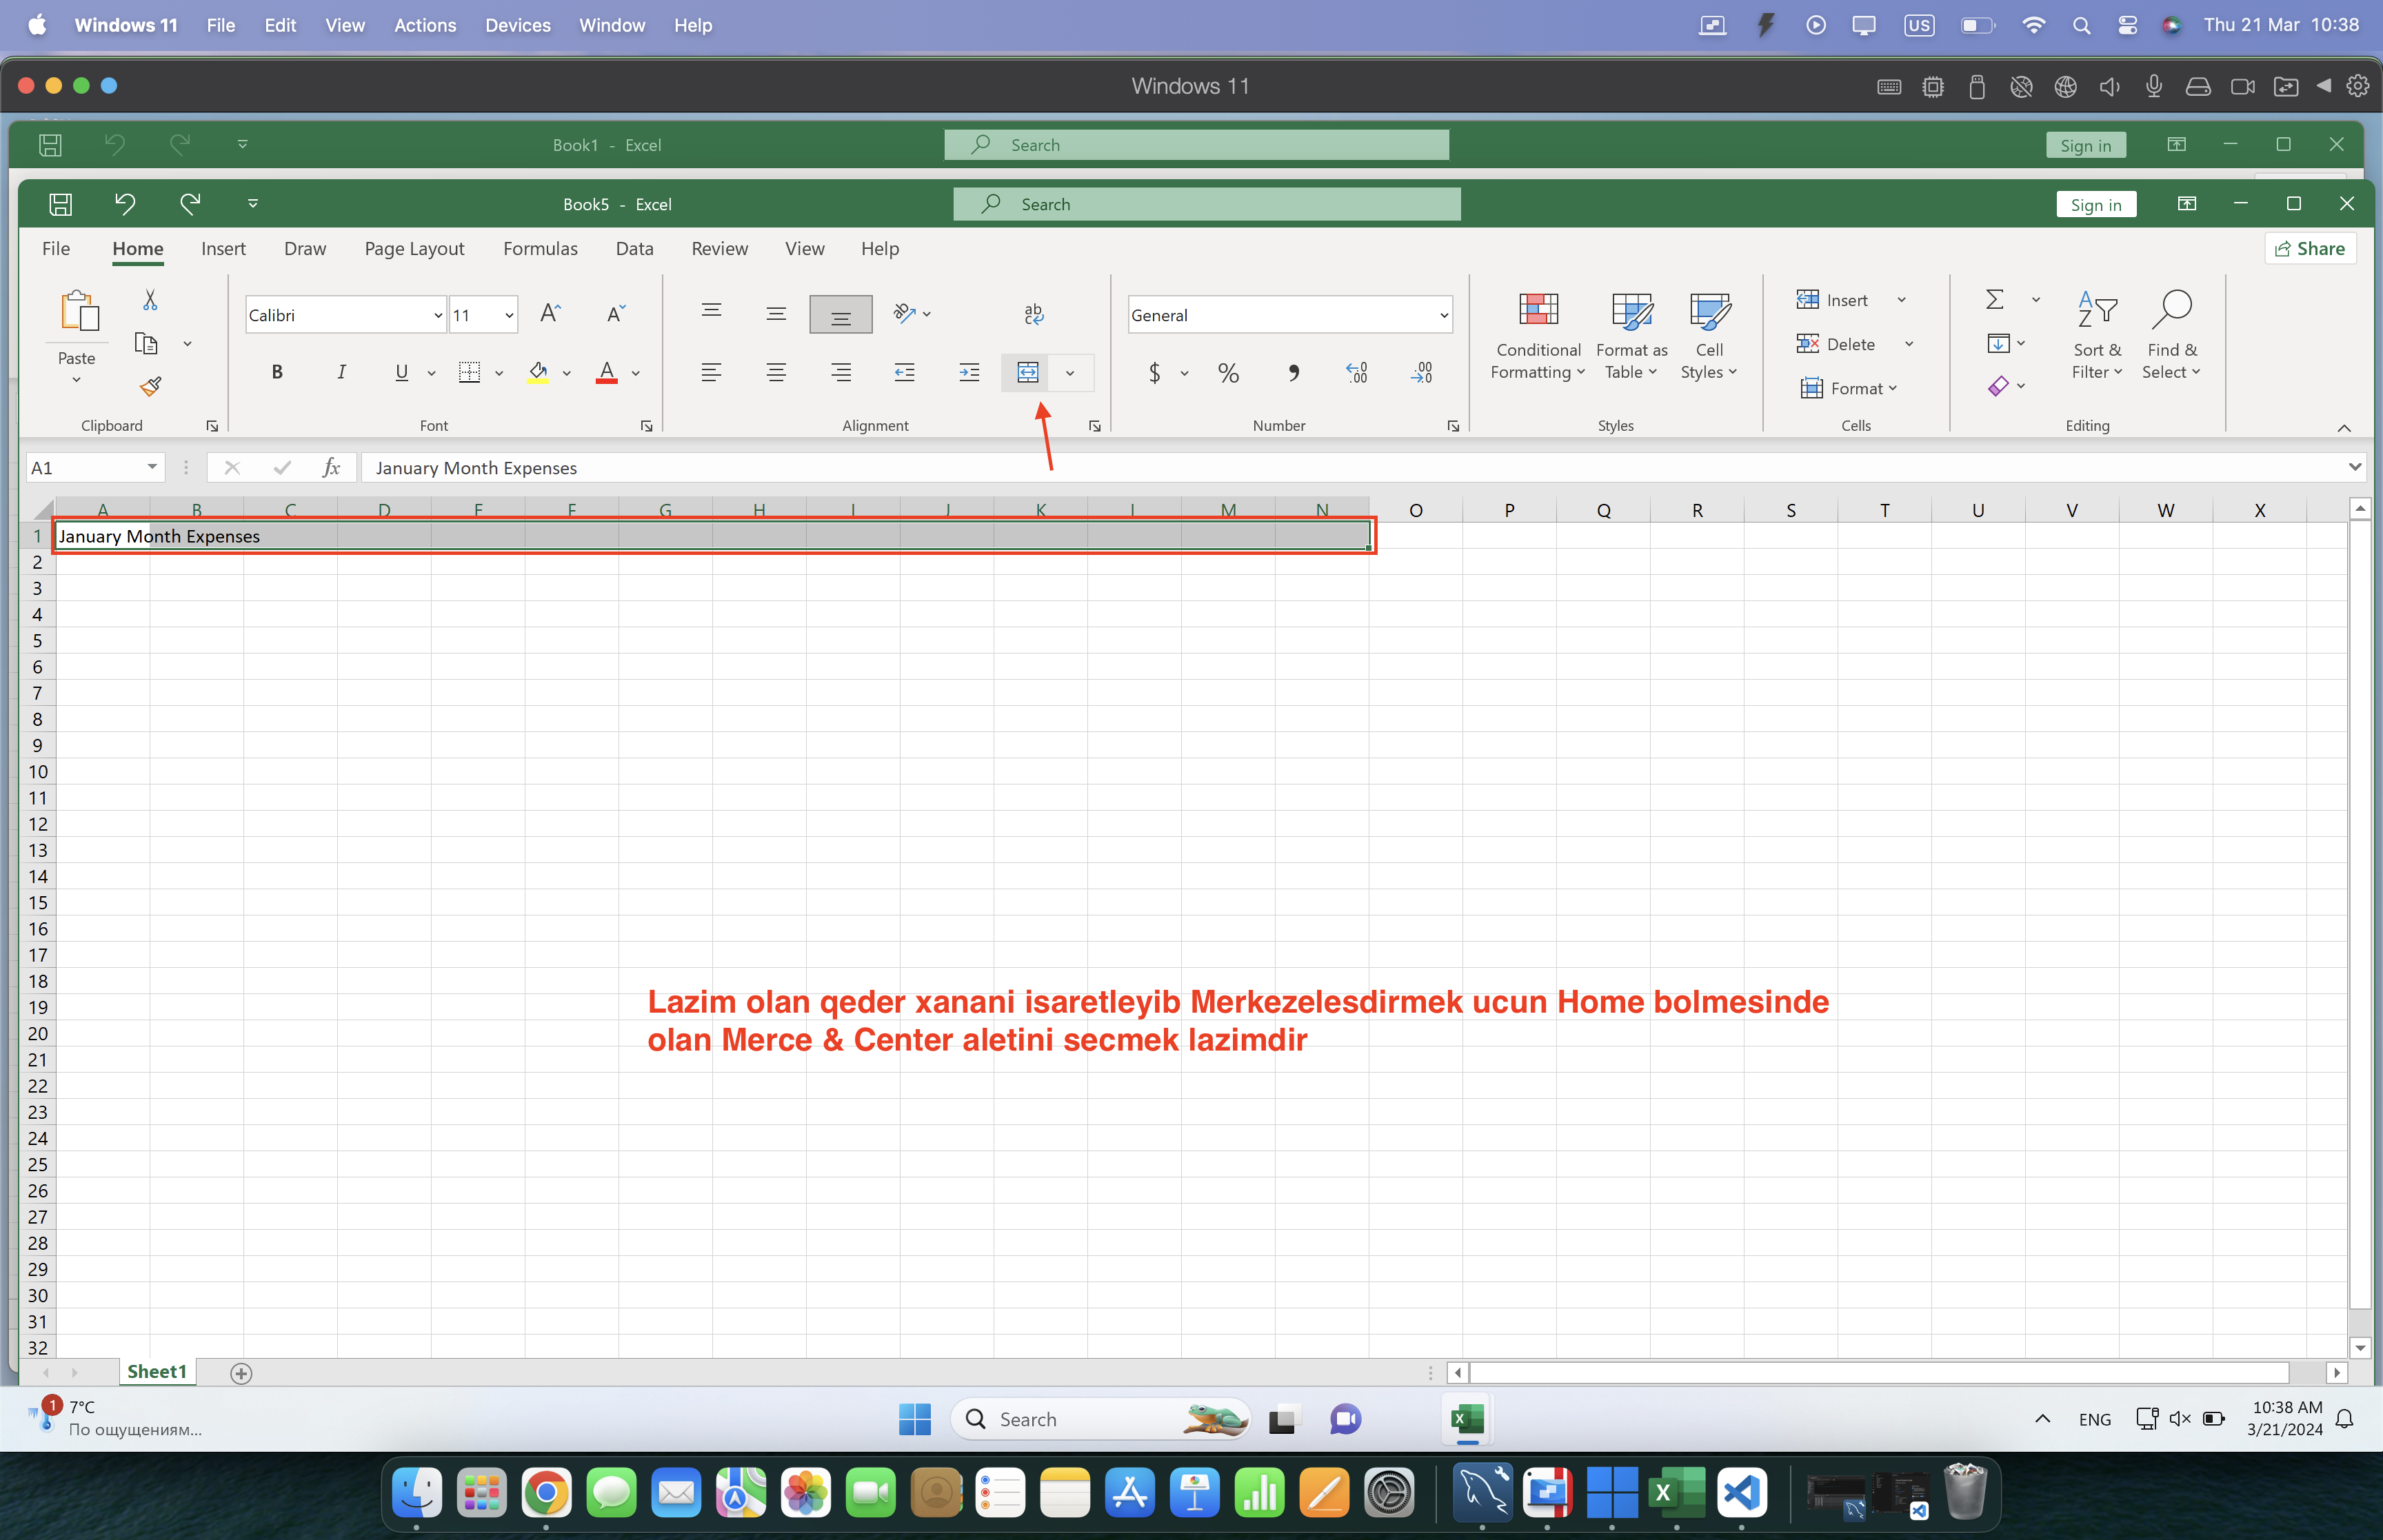 Windows 11 File Edit View Actions Devices Window Help US Thu 21 Mar 10:38
Windows 11
Book1 - Excel Search Sign in
Book5 - Excel Search Sign in
File Home Insert Draw Page Layout Formulas Data Review View Help Share
Calibri 11 ab General Insert Σ A Z
Paste Conditional Formatting Format as Table Cell Styles Delete Sort & Filter Find & Select
B I U A $ % , .00 .00 Format
Clipboard Font Alignment Number Styles Cells Editing
A1 fx January Month Expenses
A B C D E F G H I J K L M N O P Q R S T U V W X
1 January Month Expenses
2
3
4
5
6
7
8
9
10
11
12
13
14
15
16
17
18
Lazim olan qeder xanani isaretleyib Merkezelesdirmek ucun Home bolmesinde
19
20
olan Merce & Center aletini secmek lazimdir
21
22
23
24
25
26
27
28
29
30
31
32
Sheet1
1 7°C
По ощущениям...
Search
ENG
10:38 AM
3/21/2024